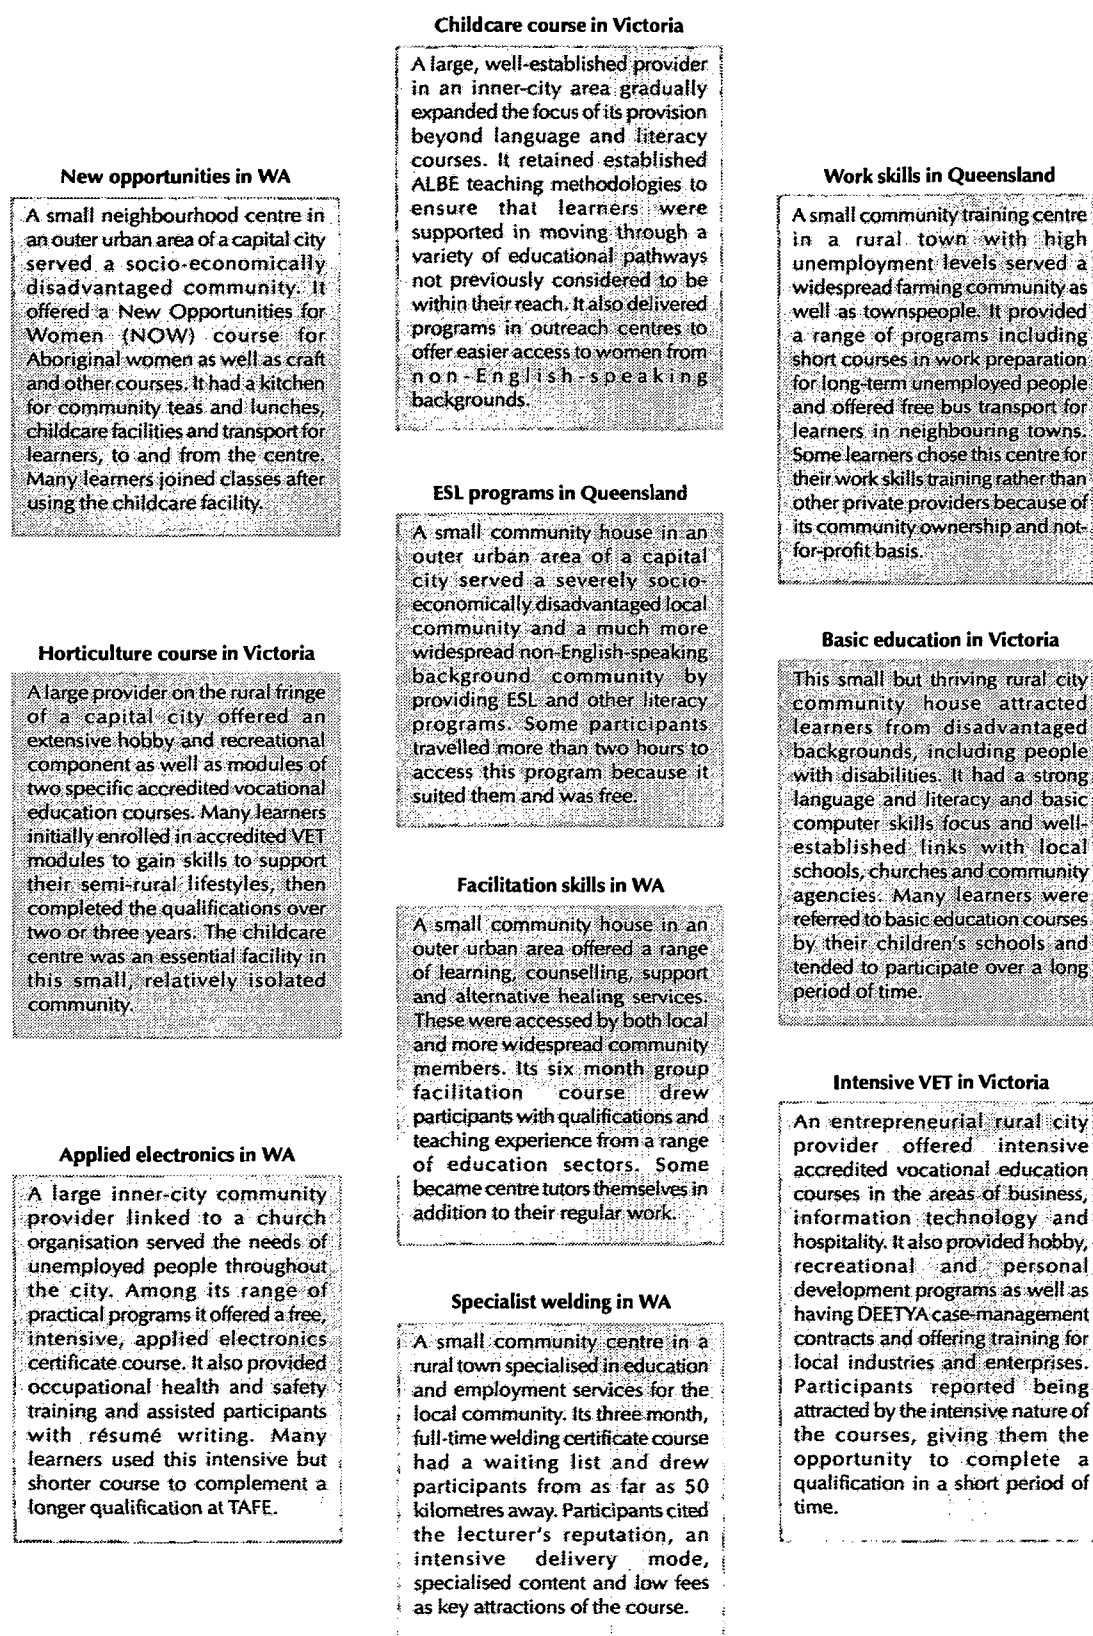 New opportunities in WA
A small neighbourhood centre in
an outer urban area of a capital city
served a socio-economically
disadvantaged community. It
offered a New Opportunities for
Women (NOW) course for
Aboriginal women as well as craft
and other courses. It had a kitchen
for community teas and lunches,
childcare facilities and transport for
learners, to and from the centre.
Many learners joined classes after
using the childcare facility.
Horticulture course in Victoria
A large provider on the rural fringe
of a capital city offered an
extensive hobby and recreational
component as well as modules of
two specific accredited vocational
education courses. Many learners
initially enrolled in accredited VET
modules to gain skills to support
their semi-rural lifestyles, then
completed the qualifications over
two or three years. The childcare
centre was an essential facility in
this small, relatively isolated
community.
Applied electronics in WA
A large inner-city community
provider linked to a church
organisation served the needs of
unemployed people throughout
the city. Among its range of
practical programs it offered a free,
intensive, applied electronics
certificate course. It also provided
occupational health and safety
training and assisted participants
with résumé writing. Many
learners used this intensive but
shorter course to complement a
longer qualification at TAFE.
Childcare course in Victoria
A large, well-established provider
in an inner-city area gradually
expanded the focus of its provision
beyond language and literacy
courses. It retained established
ALBE teaching methodologies to
ensure that learners were
supported in moving through a
variety of educational pathways
not previously considered to be
within their reach. It also delivered
programs in outreach centres to
offer easier access to women from
non-English-speaking
backgrounds.
ESL programs in Queensland
A small community house in an
outer urban area of a capital
city served a severely socio-
economically disadvantaged local
community and a much more
widespread non-English-speaking
background community by
providing ESL and other literacy
programs. Some participants
travelled more than two hours to
access this program because it
suited them and was free.
Facilitation skills in WA
A small community house in an
outer urban area offered a range
of learning, counselling, support
and alternative healing services.
These were accessed by both local
and more widespread community
members. Its six month group
facilitation course drew
participants with qualifications and
teaching experience from a range
of education sectors. Some
became centre tutors themselves in
addition to their regular work.
Specialist welding in WA
A small community centre in a
rural town specialised in education
and employment services for the
local community. Its three month,
full-time welding certificate course
had a waiting list and drew
participants from as far as 50
kilometres away. Participants cited
the lecturer's reputation, an
intensive delivery mode,
specialised content and low fees
as key attractions of the course.
Work skills in Queensland
A small community training centre
in a rural town with high
unemployment levels served a
widespread farming community as
well as townspeople. It provided
a range of programs including
short courses in work preparation
for long-term unemployed people
and offered free bus transport for
learners in neighbouring towns.
Some learners chose this centre for
their work skills training rather than
other private providers because of
its community ownership and not-
for-profit basis.
Basic education in Victoria
This small but thriving rural city
community house attracted
learners from disadvantaged
backgrounds, including people
with disabilities. It had a strong
language and literacy and basic
computer skills focus and well-
established links with local
schools, churches and community
agencies. Many learners were
referred to basic education courses
by their children's schools and
tended to participate over a long
period of time.
Intensive VET in Victoria
An entrepreneurial rural city
provider offered intensive
accredited vocational education
courses in the areas of business,
information technology and
hospitality. It also provided hobby,
recreational and personal
development programs as well as
having DEETYA case-management
contracts and offering training for
local industries and enterprises.
Participants reported being
attracted by the intensive nature of
the courses, giving them the
opportunity to complete a
qualification in a short period of
time.